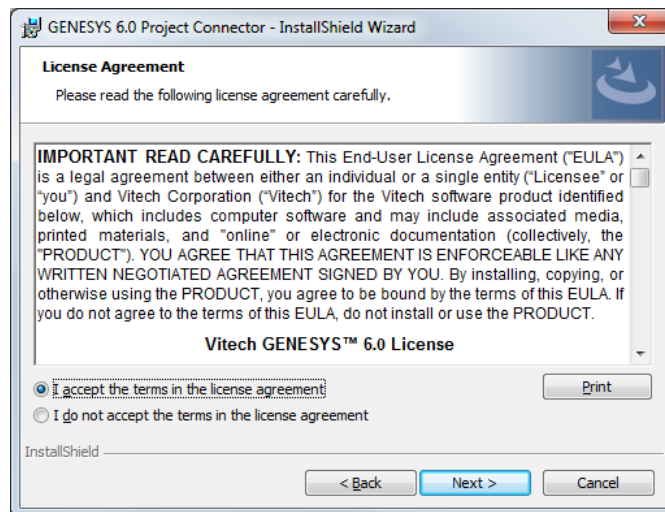 GENESYS 6.0 Project Connector - InstallShield Wizard
License Agreement
Please read the following license agreement carefully.
IMPORTANT READ CAREFULLY: This End-User License Agreement ("EULA")
is a legal agreement between either an individual or a single entity (“Licensee” or
“you”) and Vitech Corporation (“Vitech”) for the Vitech software product identified
below, which includes computer software and may include associated media,
printed materials, and "online" or electronic documentation (collectively, the
"PRODUCT"). YOU AGREE THAT THIS AGREEMENT IS ENFORCEABLE LIKE ANY
WRITTEN NEGOTIATED AGREEMENT SIGNED BY YOU. By installing, copying, or
otherwise using the PRODUCT, you agree to be bound by the terms of this EULA. If
you do not agree to the terms of this EULA, do not install or use the PRODUCT.
Vitech GENESYS™ 6.0 License
I accept the terms in the license agreement
Print
I do not accept the terms in the license agreement
InstallShield
< Back
Next >
Cancel